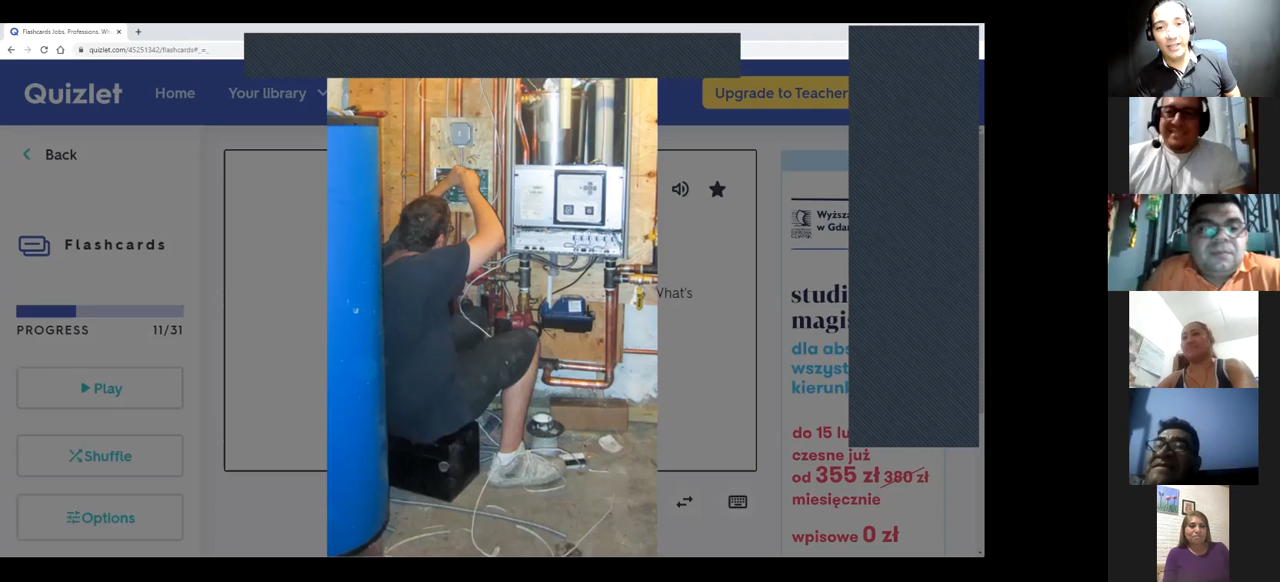 Flashcards Jobs. Professions. Wh
quizlet.com/45251342/flashcards#_=_
Quizlet
Home
Your library
Upgrade to Teacher
Back
Flashcards
PROGRESS
11/31
Play
Shuffle
Options
What's
Wyższa
w Gda
studi
magis
dla abs
wszyst
kierunk
do 15 lu
czesne już
od 355 zł 380 zł
miesięcznie
wpisowe 0 zł